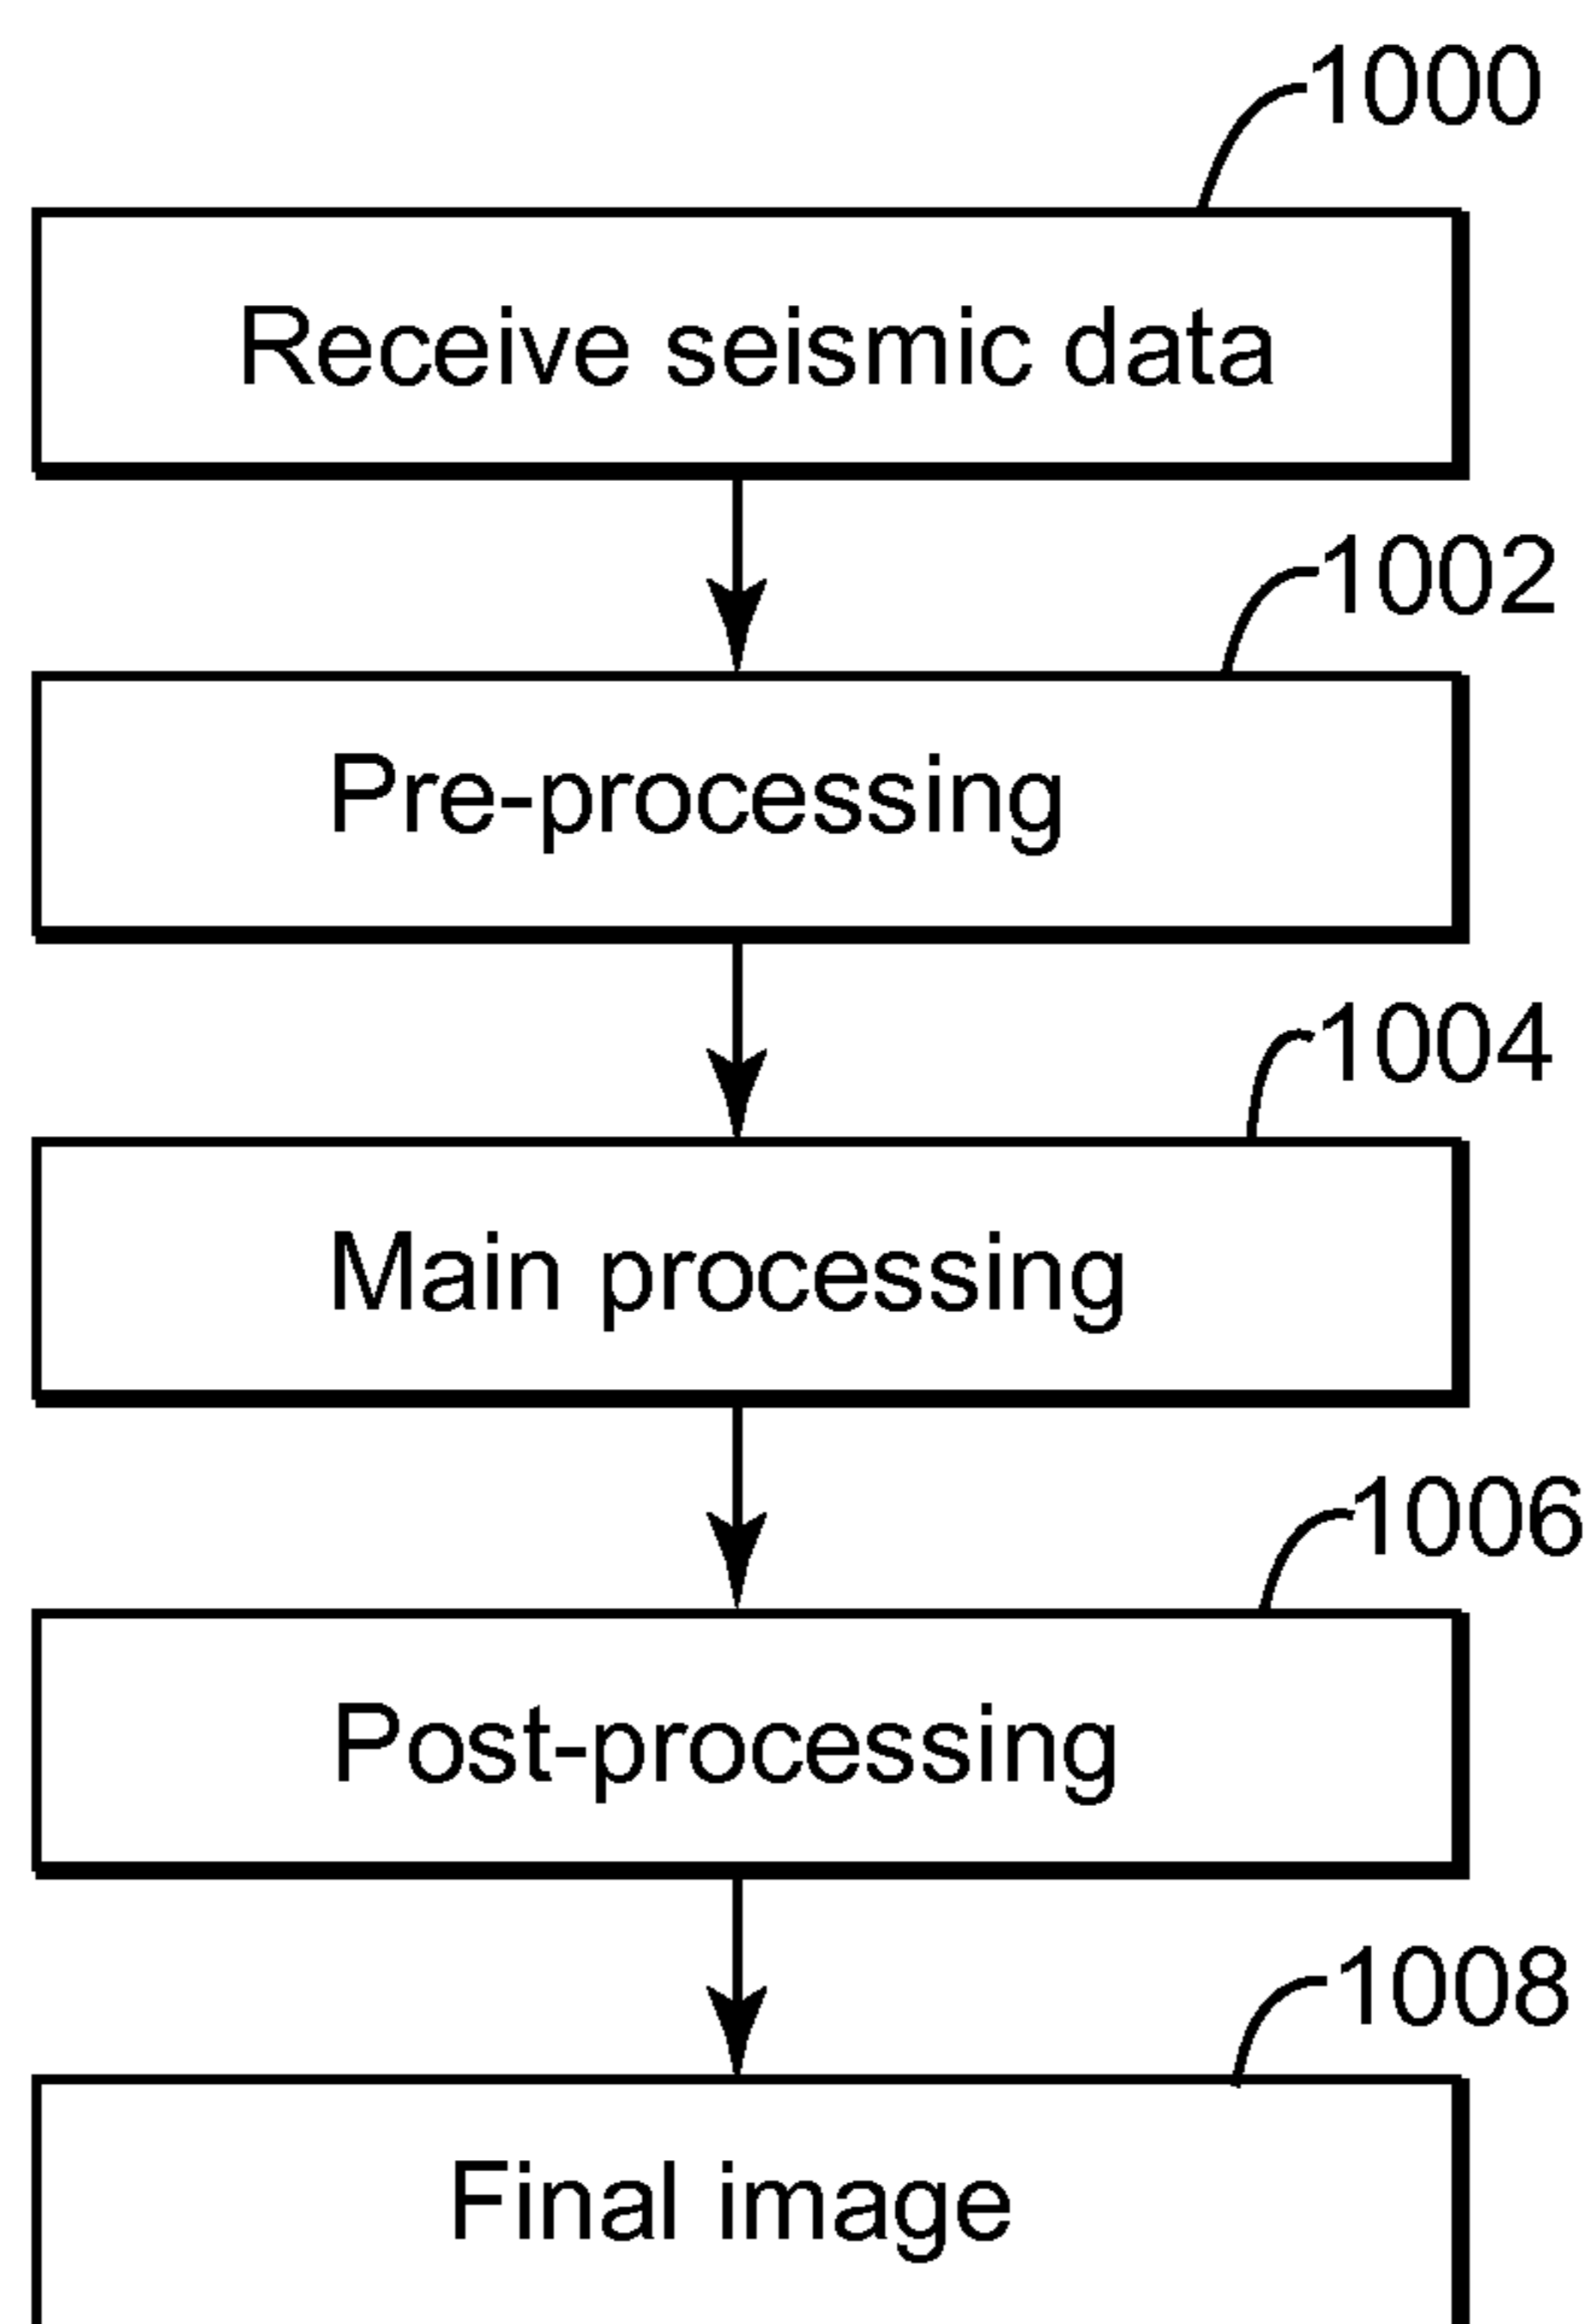 1000
Receive seismic data
1002
Pre-processing
1004
Main processing
1006
Post-processing
1008
Final image